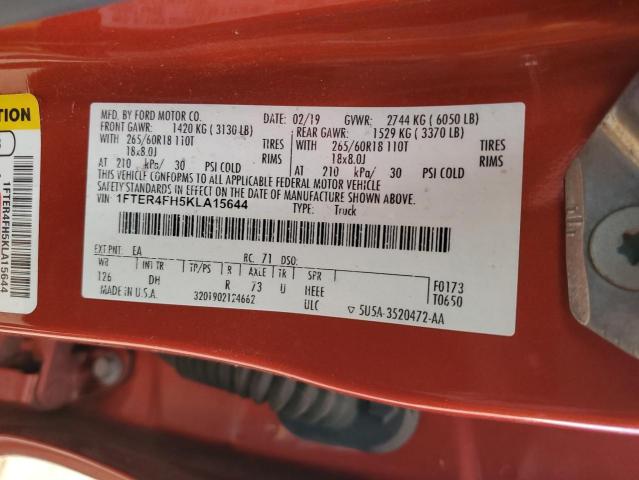 TION
1FTER4FH5KLA15644
MFD. BY FORD MOTOR CO.
DATE: 02/19 GVWR: 2744 KG ( 6050 LB)
FRONT GAWR: 1420 KG ( 3130 LB) REAR GAWR: 1529 KG ( 3370 LB)
WITH 265/60R18 110T TIRES WITH 265/60R18 110T TIRES
18x8.0J RIMS 18x8.0J RIMS
AT 210 kPa/ 30 PSI COLD AT 210 kPa/ 30 PSI COLD
THIS VEHICLE CONFORMS TO ALL APPLICABLE FEDERAL MOTOR VEHICLE
SAFETY STANDARDS IN EFFECT ON THE DATE OF MANUFACTURE SHOWN ABOVE.
VIN: 1FTER4FH5KLA15644
TYPE: Truck
EXT PNT: EA RC: 71 DSO:
WB INT TR TP/PS R AXLE TR SPR
126 DH R 73 U HEEE
F0173
T0650
MADE IN U.S.A. 3201902124662 ULC 5U5A-3520472-AA